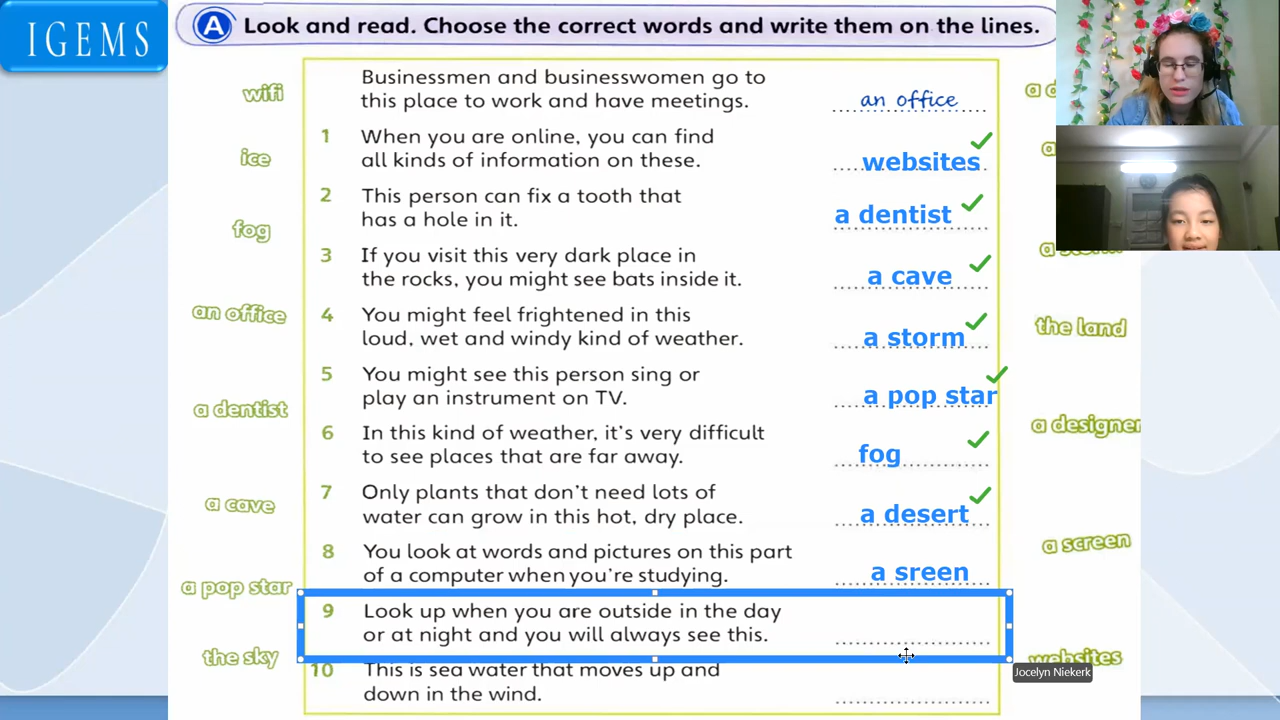 IGEMS
A Look and read. Choose the correct words and write them on the lines.
wifi
ice
fog
an office
a dentist
a cave
a pop star
the sky
Businessmen and businesswomen go to
this place to work and have meetings.
an office
1 When you are online, you can find
all kinds of information on these.
websites
2 This person can fix a tooth that
has a hole in it.
a dentist
3 If you visit this very dark place in
the rocks, you might see bats inside it.
a cave
4 You might feel frightened in this
loud, wet and windy kind of weather.
a storm
5 You might see this person sing or
play an instrument on TV.
a pop star
6 In this kind of weather, it's very difficult
to see places that are far away.
fog
7 Only plants that don't need lots of
water can grow in this hot, dry place.
a desert
8 You look at words and pictures on this part
of a computer when you're studying.
a sreen
9 Look up when you are outside in the day
or at night and you will always see this.
10 This is sea water that moves up and
down in the wind.
a
a
a storm
the land
a designer
a screen
websites
Jocelyn Niekerk